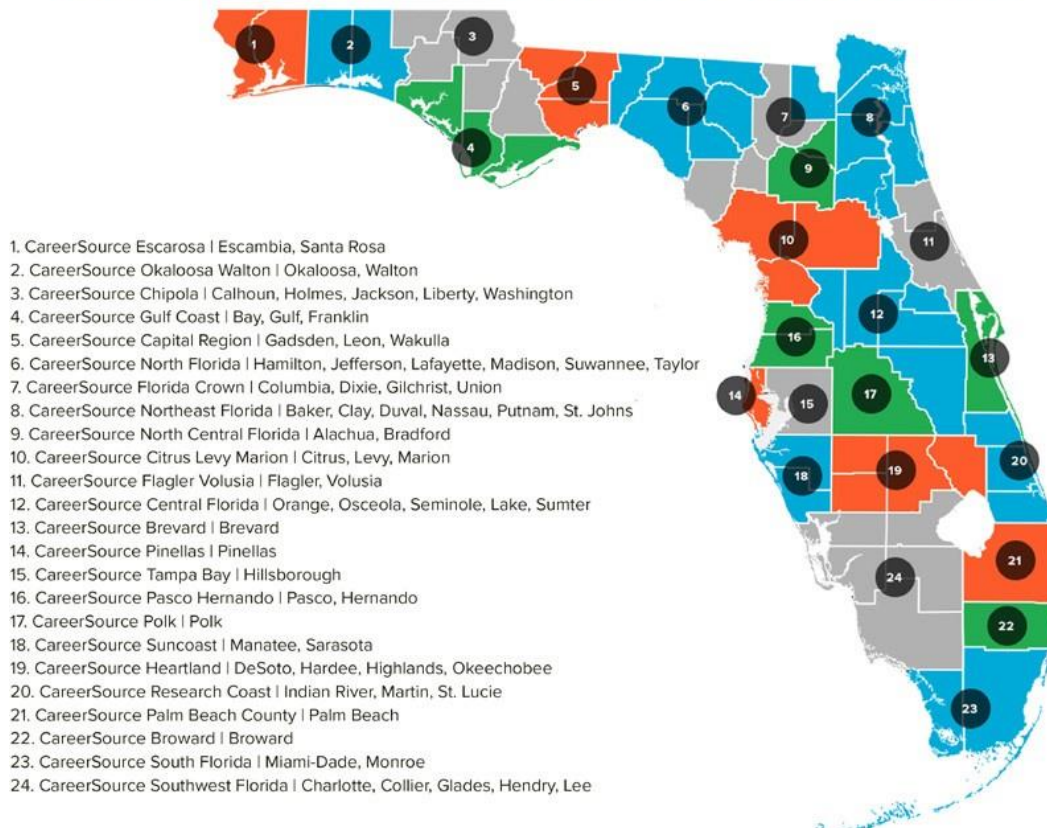 1
2
3
4
5
6
7
8
9
10
11
12
13
14
15
16
17
18
19
20
21
22
23
24
1. CareerSource Escarosa | Escambia, Santa Rosa
2. CareerSource Okaloosa Walton | Okaloosa, Walton
3. CareerSource Chipola | Calhoun, Holmes, Jackson, Liberty, Washington
4. CareerSource Gulf Coast | Bay, Gulf, Franklin
5. CareerSource Capital Region | Gadsden, Leon, Wakulla
6. CareerSource North Florida | Hamilton, Jefferson, Lafayette, Madison, Suwannee, Taylor
7. CareerSource Florida Crown | Columbia, Dixie, Gilchrist, Union
8. CareerSource Northeast Florida | Baker, Clay, Duval, Nassau, Putnam, St. Johns
9. CareerSource North Central Florida | Alachua, Bradford
10. CareerSource Citrus Levy Marion | Citrus, Levy, Marion
11. CareerSource Flagler Volusia | Flagler, Volusia
12. CareerSource Central Florida | Orange, Osceola, Seminole, Lake, Sumter
13. CareerSource Brevard | Brevard
14. CareerSource Pinellas | Pinellas
15. CareerSource Tampa Bay | Hillsborough
16. CareerSource Pasco Hernando | Pasco, Hernando
17. CareerSource Polk | Polk
18. CareerSource Suncoast | Manatee, Sarasota
19. CareerSource Heartland | DeSoto, Hardee, Highlands, Okeechobee
20. CareerSource Research Coast | Indian River, Martin, St. Lucie
21. CareerSource Palm Beach County | Palm Beach
22. CareerSource Broward | Broward
23. CareerSource South Florida | Miami-Dade, Monroe
24. CareerSource Southwest Florida | Charlotte, Collier, Glades, Hendry, Lee